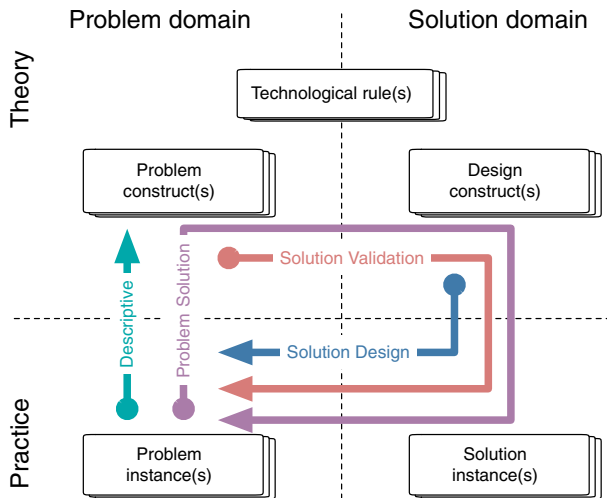 Problem domain
Solution domain
Theory
Technological rule(s)
Problem
construct(s)
Design
construct(s)
Solution Validation
Descriptive
Problem Solution
Solution Design
Practice
Problem
instance(s)
Solution
instance(s)